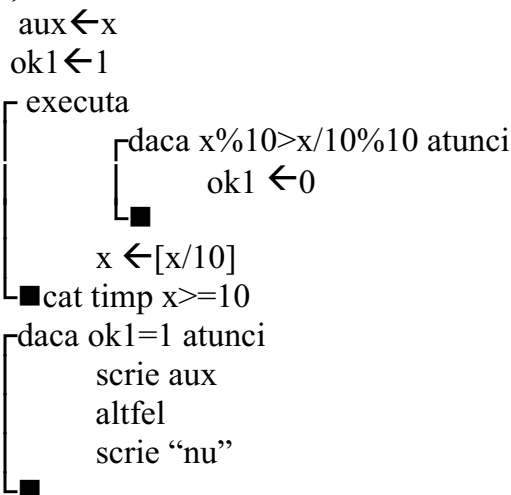 aux←x
ok1←1
┌ executa
┌daca x%10>x/10%10 atunci
ok1 ←0
└■
x ←[x/10]
└■cat timp x>=10
┌daca ok1=1 atunci
scrie aux
altfel
scrie “nu”
└■